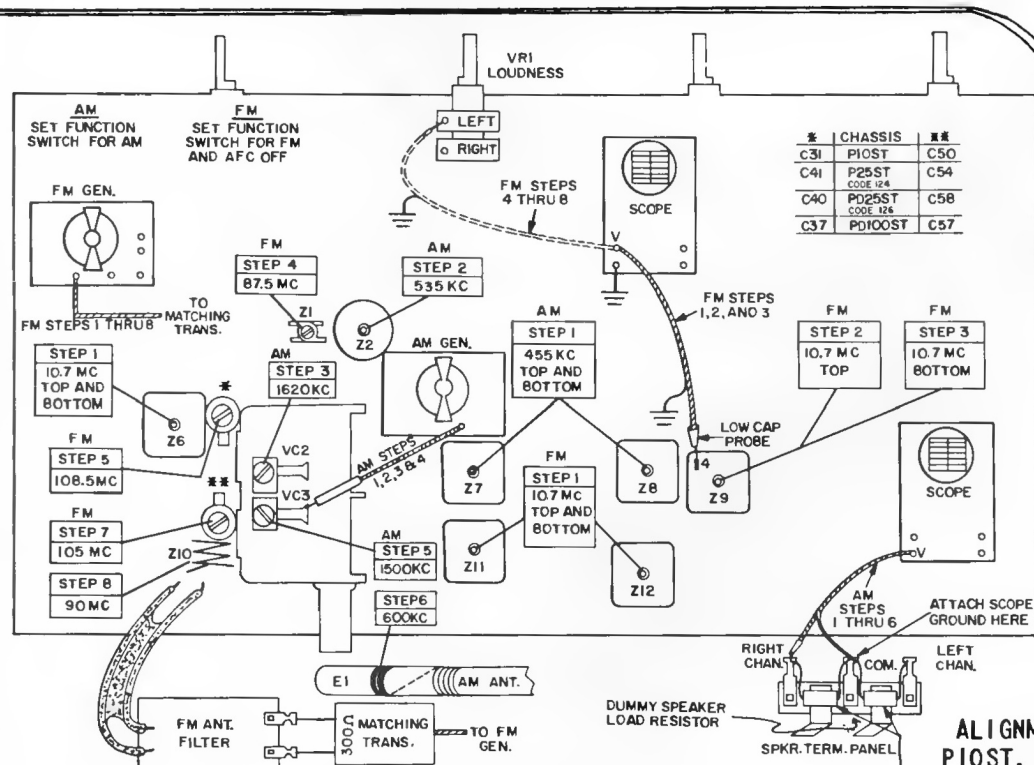 VR1
LOUDNESS
LEFT
RIGHT
AM
SET FUNCTION
SWITCH FOR AM
FM
SET FUNCTION
SWITCH FOR FM
AND AFC OFF
FM GEN.
FM STEPS 1 THRU 8
TO
MATCHING
TRANS.
FM
STEP 4
87.5 MC
Z1
AM
STEP 2
535 KC
Z2
FM STEPS
4 THRU 8
SCOPE
V
* CHASSIS **
C31 P10ST C50
C41 P25ST C54
CODE 124
C40 PD25ST C58
CODE 126
C37 PD100ST C57
FM STEPS
1, 2, AND 3
STEP 1
10.7 MC
TOP AND
BOTTOM
Z6
*
AM
STEP 3
1620KC
AM GEN.
AM STEPS
1, 2, 3 & 4
AM
STEP 1
455 KC
TOP AND
BOTTOM
Z7
Z8
FM
STEP 2
10.7 MC
TOP
FM
STEP 3
10.7 MC
BOTTOM
LOW CAP
PROBE
14
Z9
FM
STEP 5
108.5MC
VC2
VC3
**
FM
STEP 7
105 MC
Z10
STEP 8
90 MC
AM
STEP 5
1500KC
FM
STEP 1
10.7 MC
TOP AND
BOTTOM
Z11
Z12
SCOPE
V
STEP6
600KC
E1
AM ANT.
AM
STEPS
1 THRU 6
ATTACH SCOPE
GROUND HERE
RIGHT
CHAN.
COM.
LEFT
CHAN.
FM ANT.
FILTER
300Ω
MATCHING
TRANS.
TO FM
GEN.
DUMMY SPEAKER
LOAD RESISTOR
SPKR. TERM. PANEL
ALIGN
P10ST,